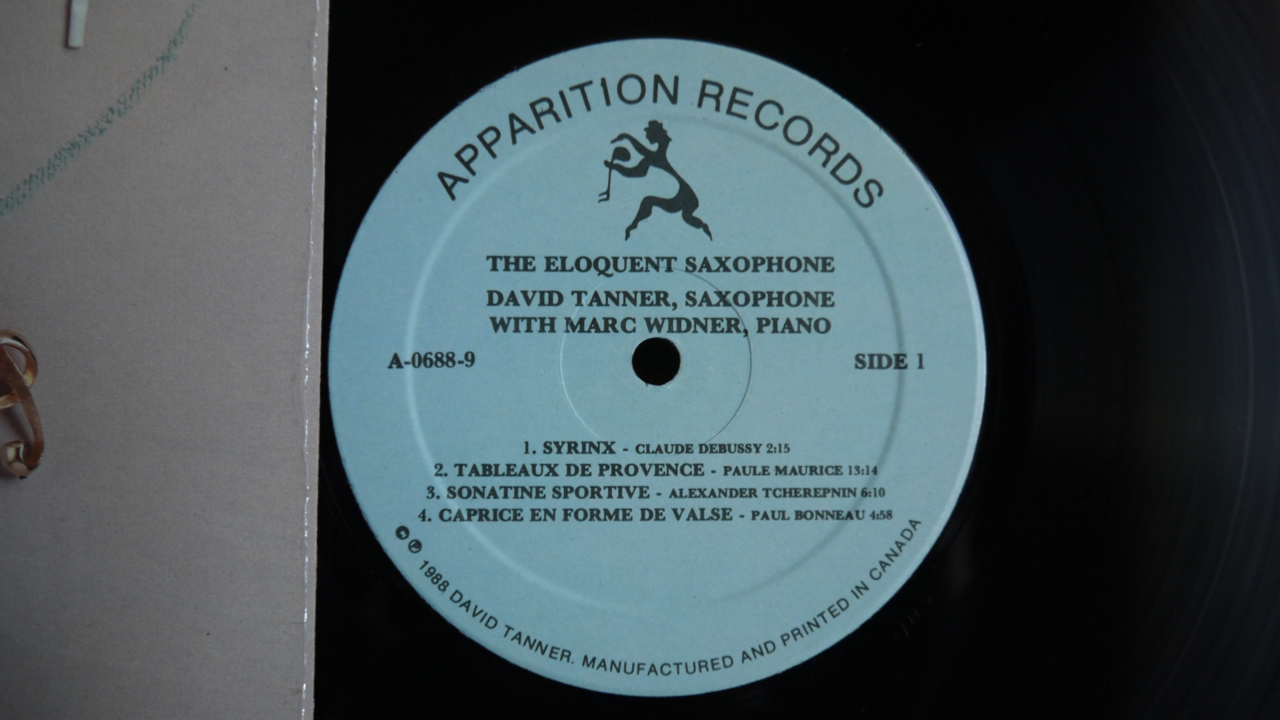 APPARITION RECORDS
THE ELOQUENT SAXOPHONE
DAVID TANNER, SAXOPHONE
WITH MARC WIDNER, PIANO
A-0688-9
SIDE 1
1. SYRINX - CLAUDE DEBUSSY 2:15
2. TABLEAUX DE PROVENCE - PAULE MAURICE 13:14
3. SONATINE SPORTIVE - ALEXANDER TCHEREPNIN 6:10
4. CAPRICE EN FORME DE VALSE - PAUL BONNEAU 4:58
© ℗ 1988 DAVID TANNER. MANUFACTURED AND PRINTED IN CANADA